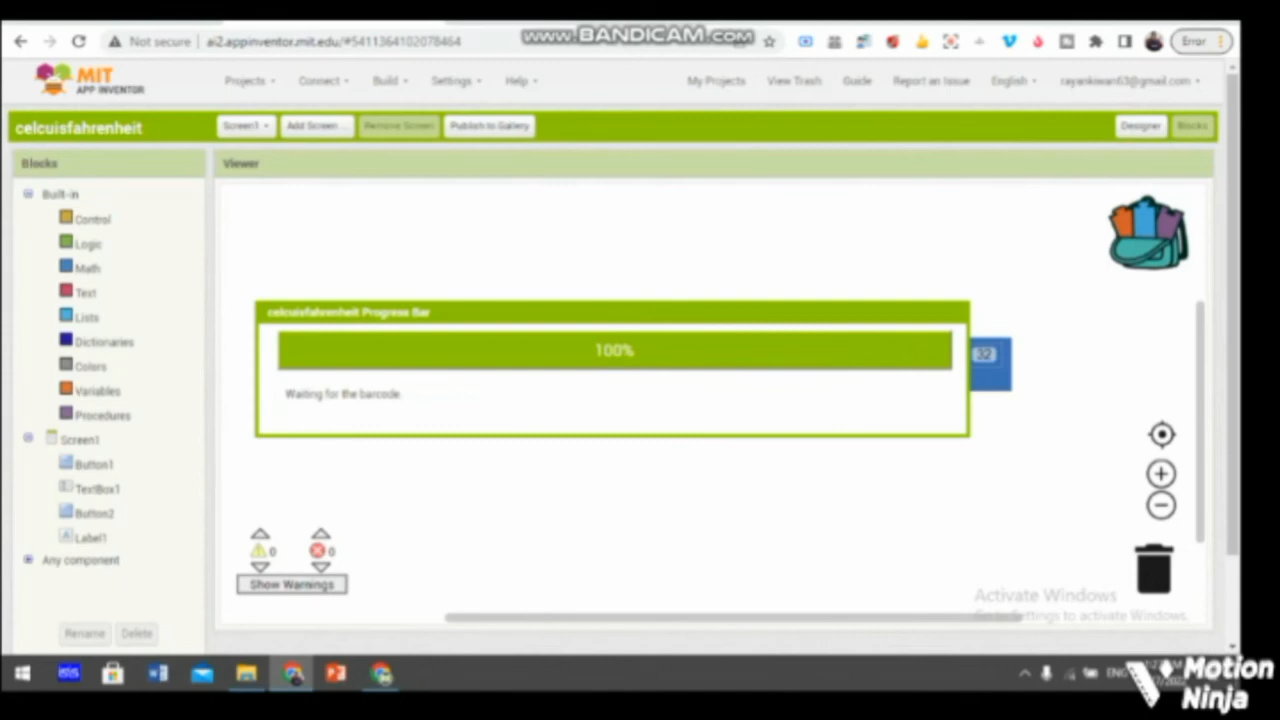 www.BANDICAM.com
Not secure ai2.appinventor.mit.edu/#5411364102078464 Error
MIT APP INVENTOR
Projects Connect Build Settings Help My Projects View Trash Guide Report an Issue English rayankiwan63@gmail.com
celcuisfahrenheit Screen1 Add Screen... Remove Screen Publish to Gallery Designer Blocks
Blocks Viewer
Built-in
Control
Logic
Math
Text
Lists
Dictionaries
Colors
Variables
Procedures
Screen1
Button1
TextBox1
Button2
Label1
Any component
Rename Delete
celcuisfahrenheit Progress Bar
100%
Waiting for the barcode.
32
0 0
Show Warnings
Activate Windows
Go to Settings to activate Windows.
ENG
Motion
Ninja